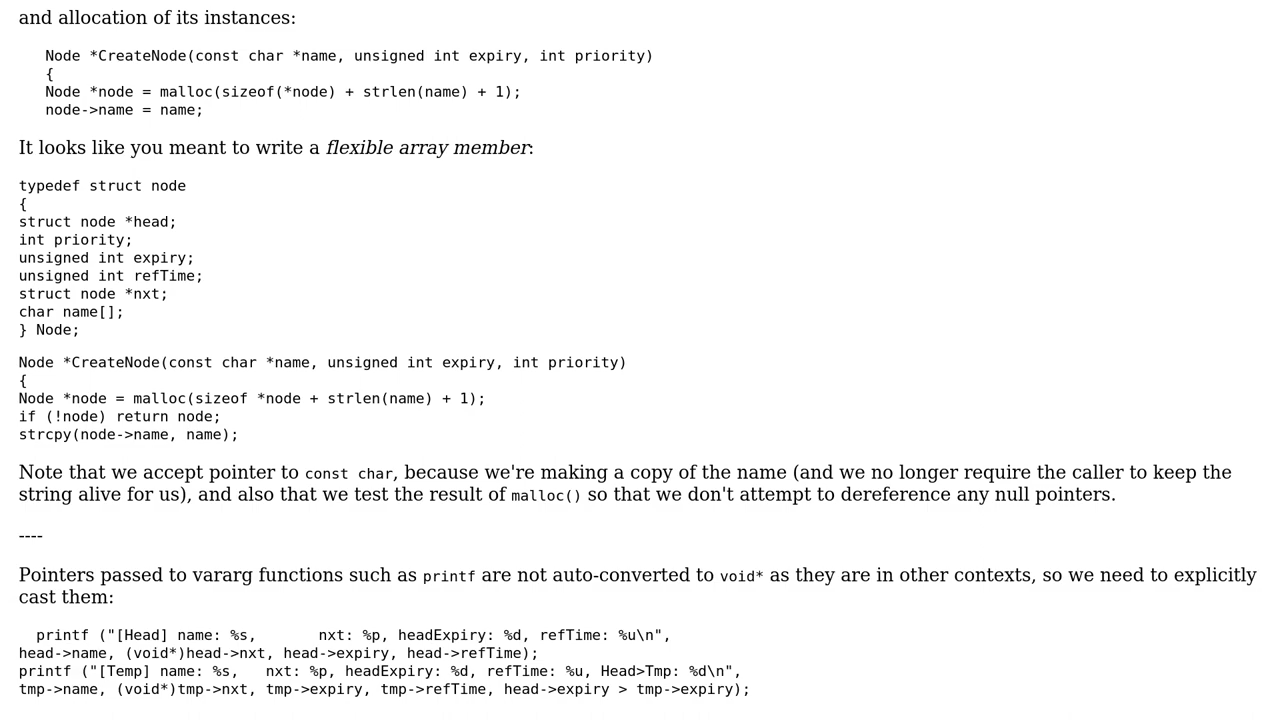 and allocation of its instances:
Node *CreateNode(const char *name, unsigned int expiry, int priority)
{
Node *node = malloc(sizeof(*node) + strlen(name) + 1);
node->name = name;
It looks like you meant to write a flexible array member:
typedef struct node
{
struct node *head;
int priority;
unsigned int expiry;
unsigned int refTime;
struct node *nxt;
char name[];
} Node;
Node *CreateNode(const char *name, unsigned int expiry, int priority)
{
Node *node = malloc(sizeof *node + strlen(name) + 1);
if (!node) return node;
strcpy(node->name, name);
Note that we accept pointer to const char, because we're making a copy of the name (and we no longer require the caller to keep the
string alive for us), and also that we test the result of malloc() so that we don't attempt to dereference any null pointers.
----
Pointers passed to vararg functions such as printf are not auto-converted to void* as they are in other contexts, so we need to explicitly
cast them:
printf ("[Head] name: %s,       nxt: %p, headExpiry: %d, refTime: %u\n",
head->name, (void*)head->nxt, head->expiry, head->refTime);
printf ("[Temp] name: %s,   nxt: %p, headExpiry: %d, refTime: %u, Head>Tmp: %d\n",
tmp->name, (void*)tmp->nxt, tmp->expiry, tmp->refTime, head->expiry > tmp->expiry);